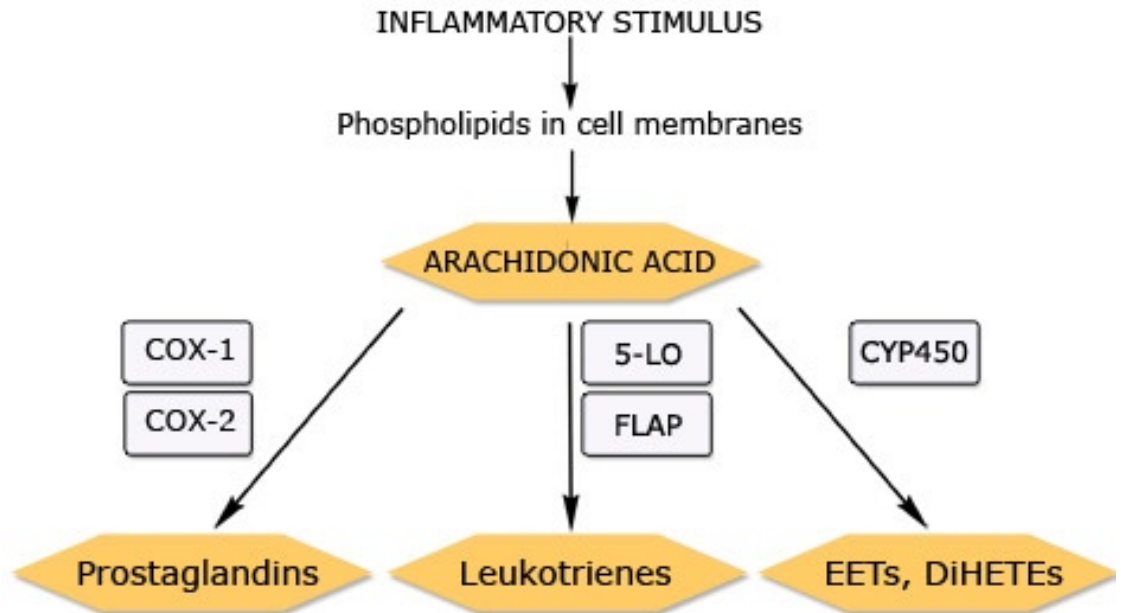 INFLAMMATORY STIMULUS
Phospholipids in cell membranes
ARACHIDONIC ACID
COX-1
5-LO
CYP450
COX-2
FLAP
Prostaglandins
Leukotrienes
EETs, DiHETEs